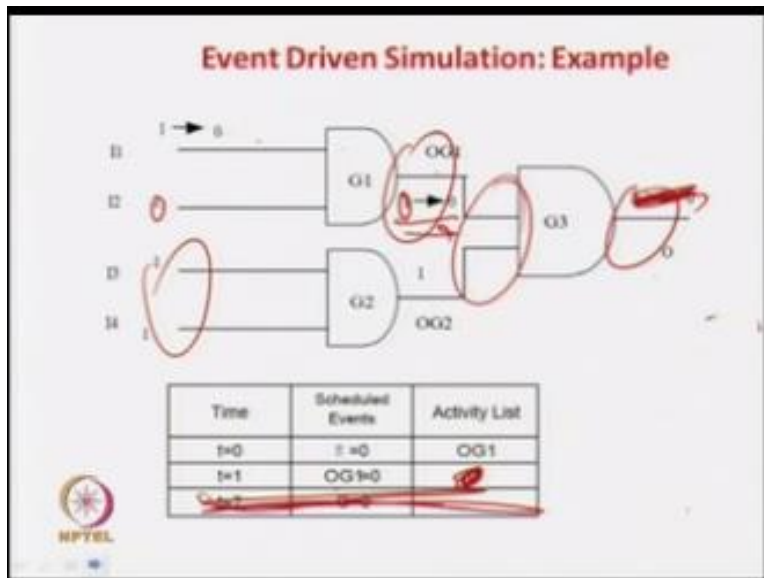 Event Driven Simulation: Example
1 → 0
I1
G1
OG1
I2
0
0 → 0
G3
I3
1
1
0
G2
I4
1
OG2
Time
Scheduled Events
Activity List
t=0
=0
OG1
t=1
OG1=0
NPTEL